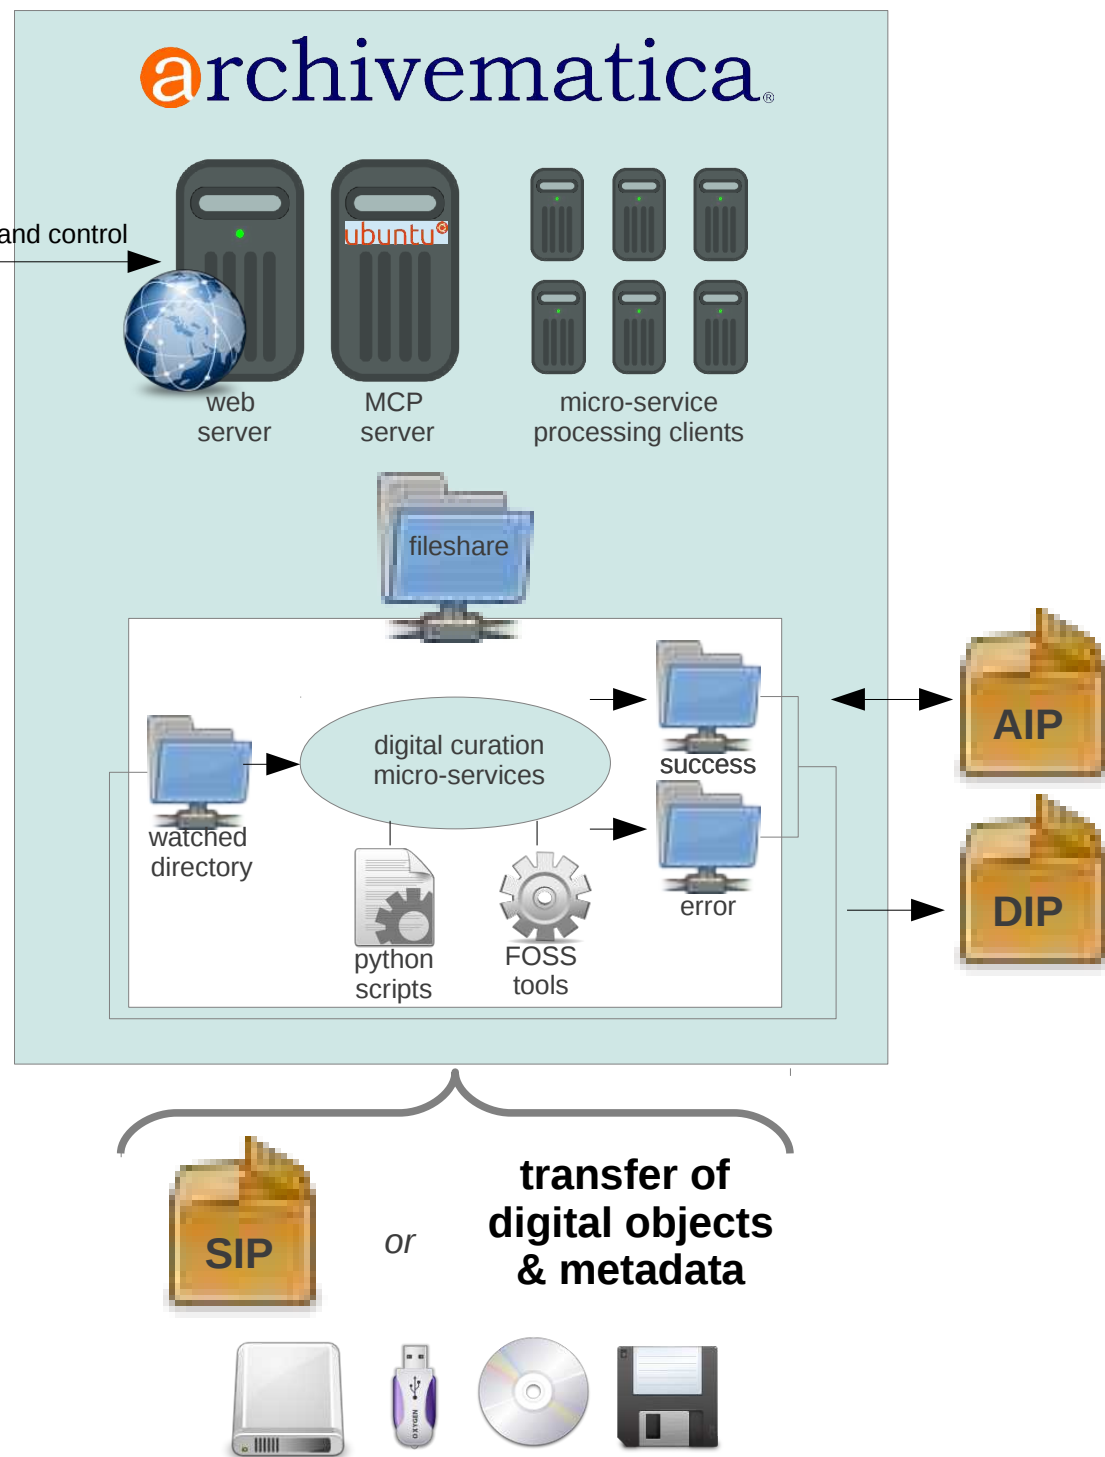 archivematica®
and control
ubuntu
web
server
MCP
server
micro-service
processing clients
fileshare
digital curation
micro-services
success
watched
directory
error
python
scripts
FOSS
tools
AIP
DIP
SIP
or
transfer of
digital objects
& metadata
OXYGEN